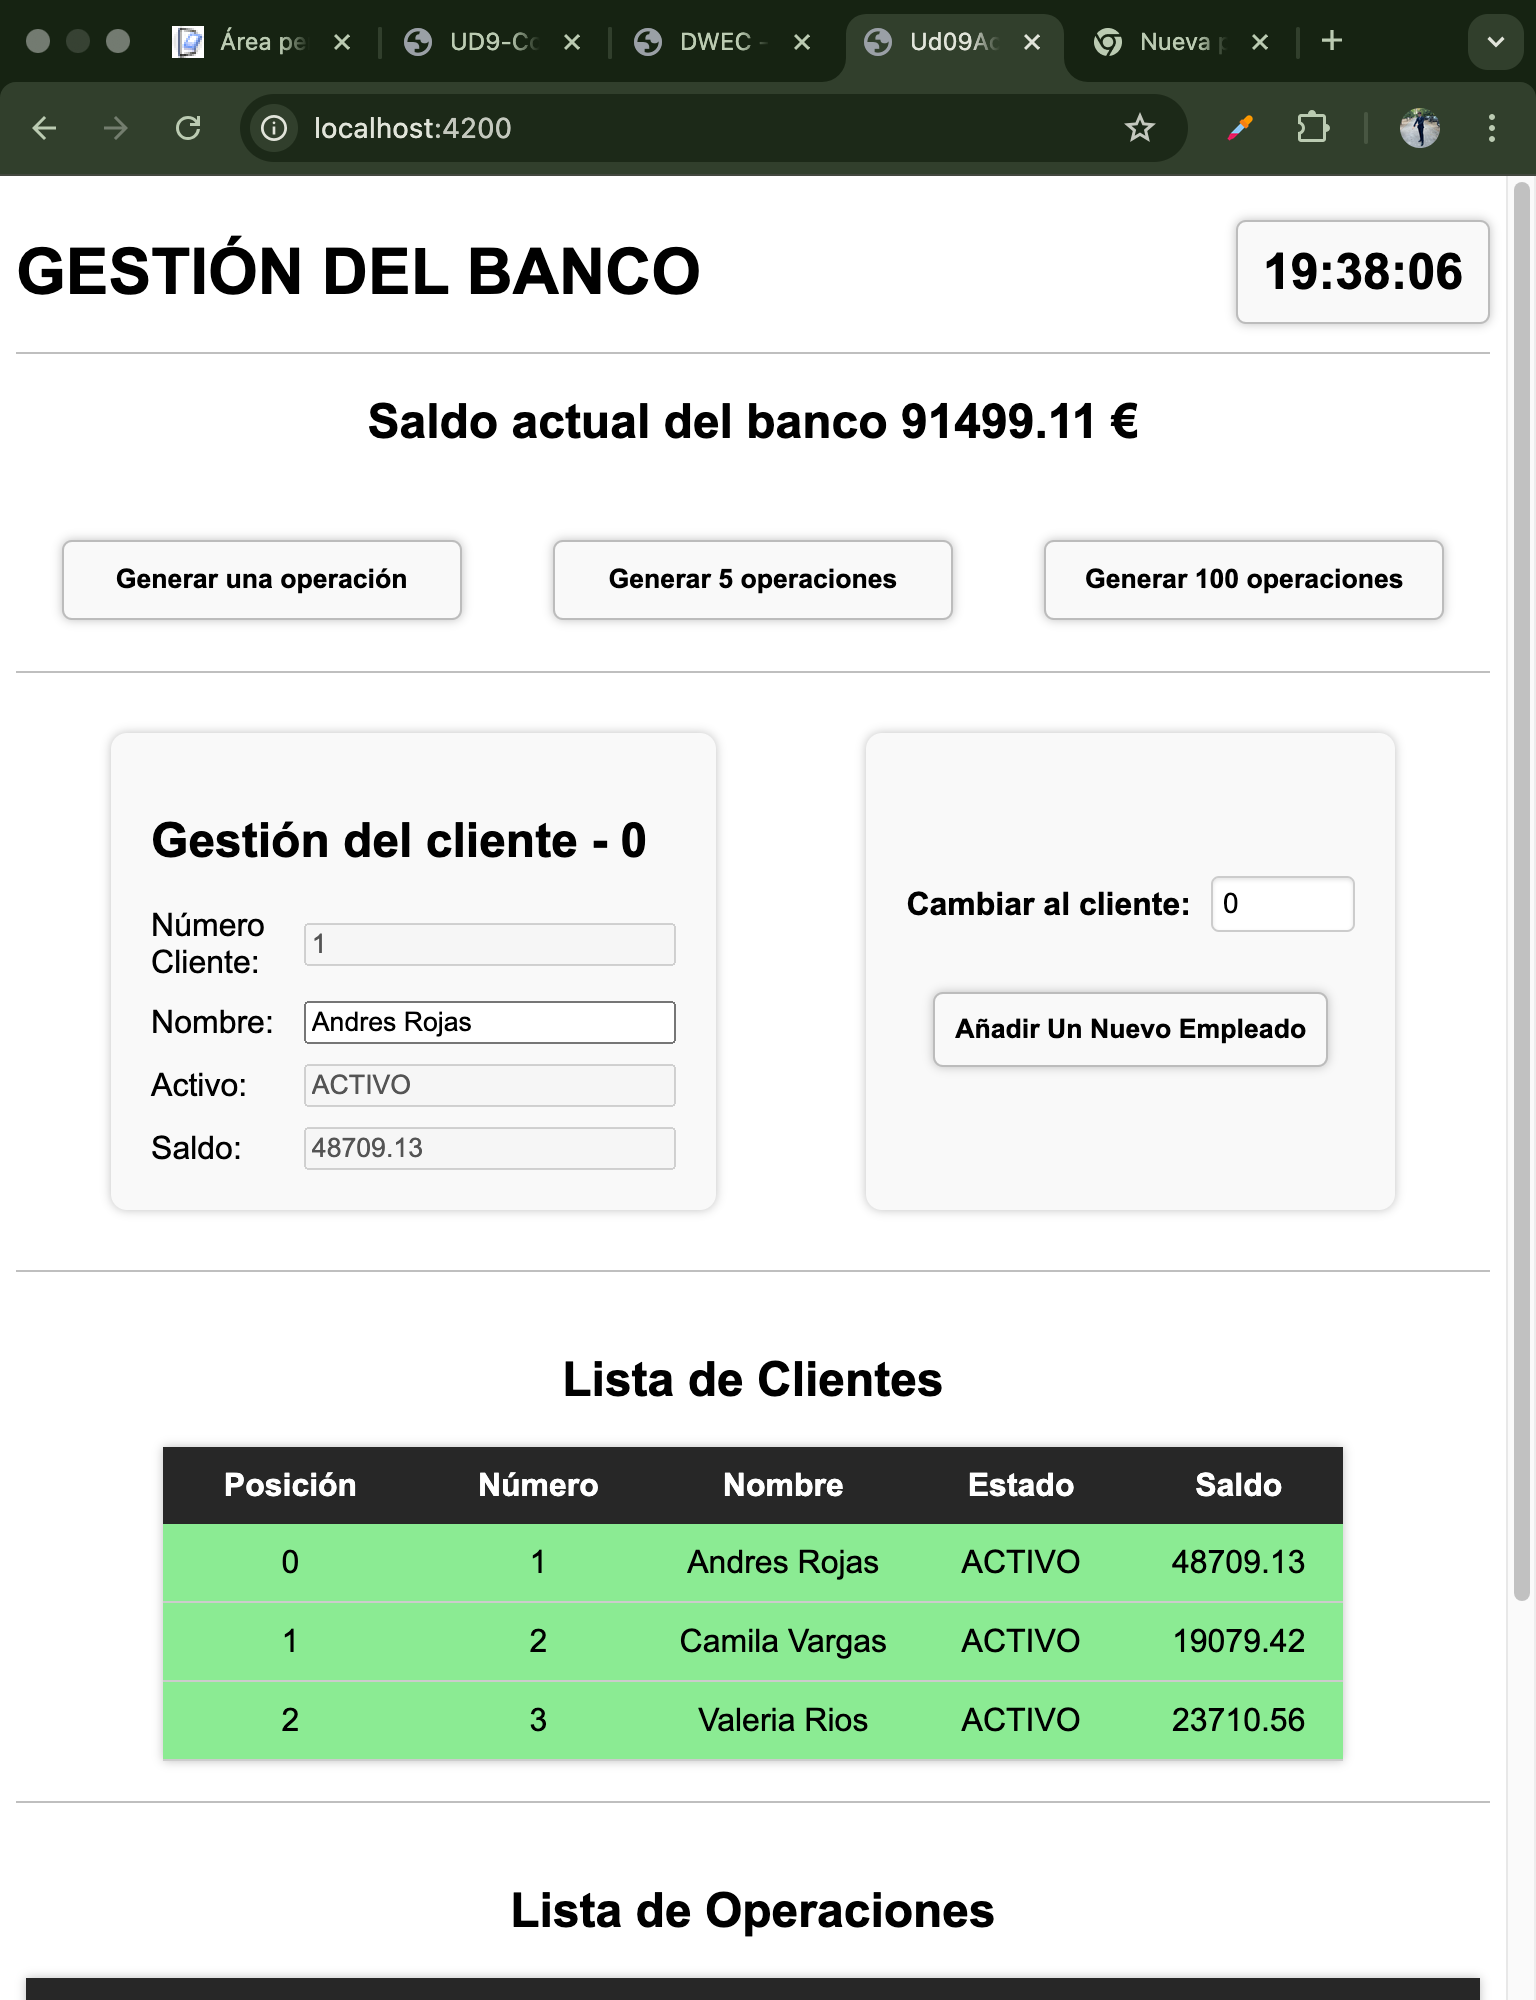 Área pe
UD9-Co
DWEC -
Ud09Ac
Nueva p
localhost:4200
GESTIÓN DEL BANCO
19:38:06
Saldo actual del banco 91499.11 €
Generar una operación
Generar 5 operaciones
Generar 100 operaciones
Gestión del cliente - 0
Número
Cliente:
1
Nombre:
Andres Rojas
Activo:
ACTIVO
Saldo:
48709.13
Cambiar al cliente:
0
Añadir Un Nuevo Empleado
Lista de Clientes
Posición Número Nombre Estado Saldo
0 1 Andres Rojas ACTIVO 48709.13
1 2 Camila Vargas ACTIVO 19079.42
2 3 Valeria Rios ACTIVO 23710.56
Lista de Operaciones